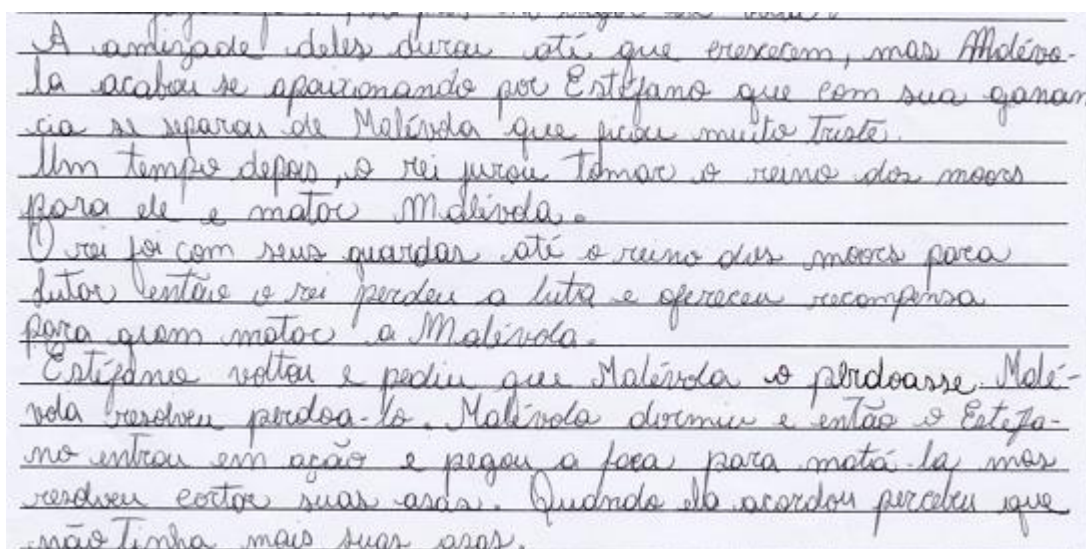 A amizade deles durou até que crescecem, mas Malévo-
la acabou se apaixonando por Estéfano que com sua ganan
cia se separou de Malévola que ficou muito triste.
Um tempo depois, o rei jurou tomar o reino dos moors
para ele e matar Malévola.
O rei foi com seus guardas até o reino dos moors para
lutar então o rei perdeu a luta e ofereceu recompensa
para quem matar a Malévola.
Estéfano voltou e pediu que Malévola o perdoasse. Malé-
vola resolveu perdoa-lo. Malévola dormiu e então o Estefa-
no entrou em ação e pegou a faca para matá-la, mas
resolveu cortar suas asas. Quando ela acordou percebeu que
não tinha mais suas asas.